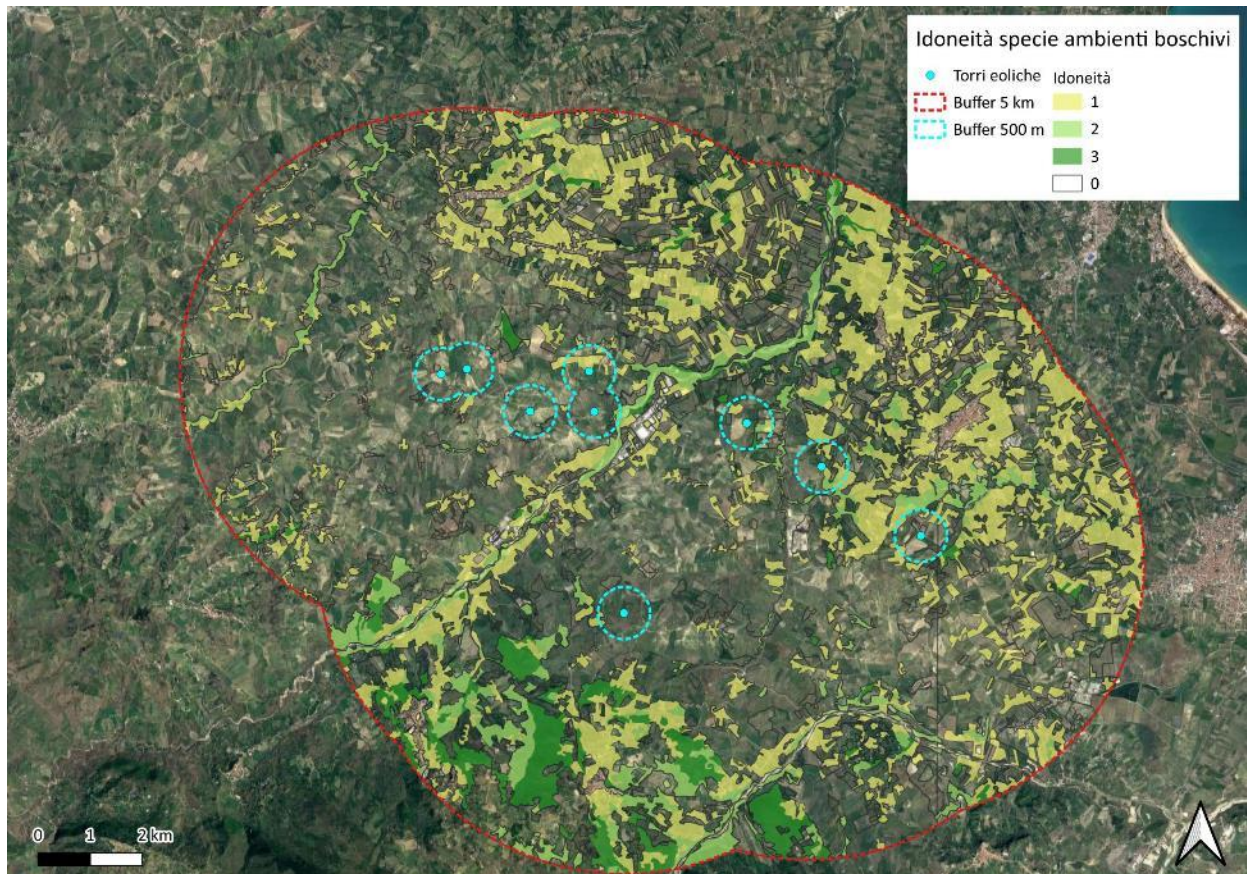 Idoneità specie ambienti boschivi
Torri eoliche
Buffer 5 km
Buffer 500 m
Idoneità
1
2
3
0
0 1 2 km